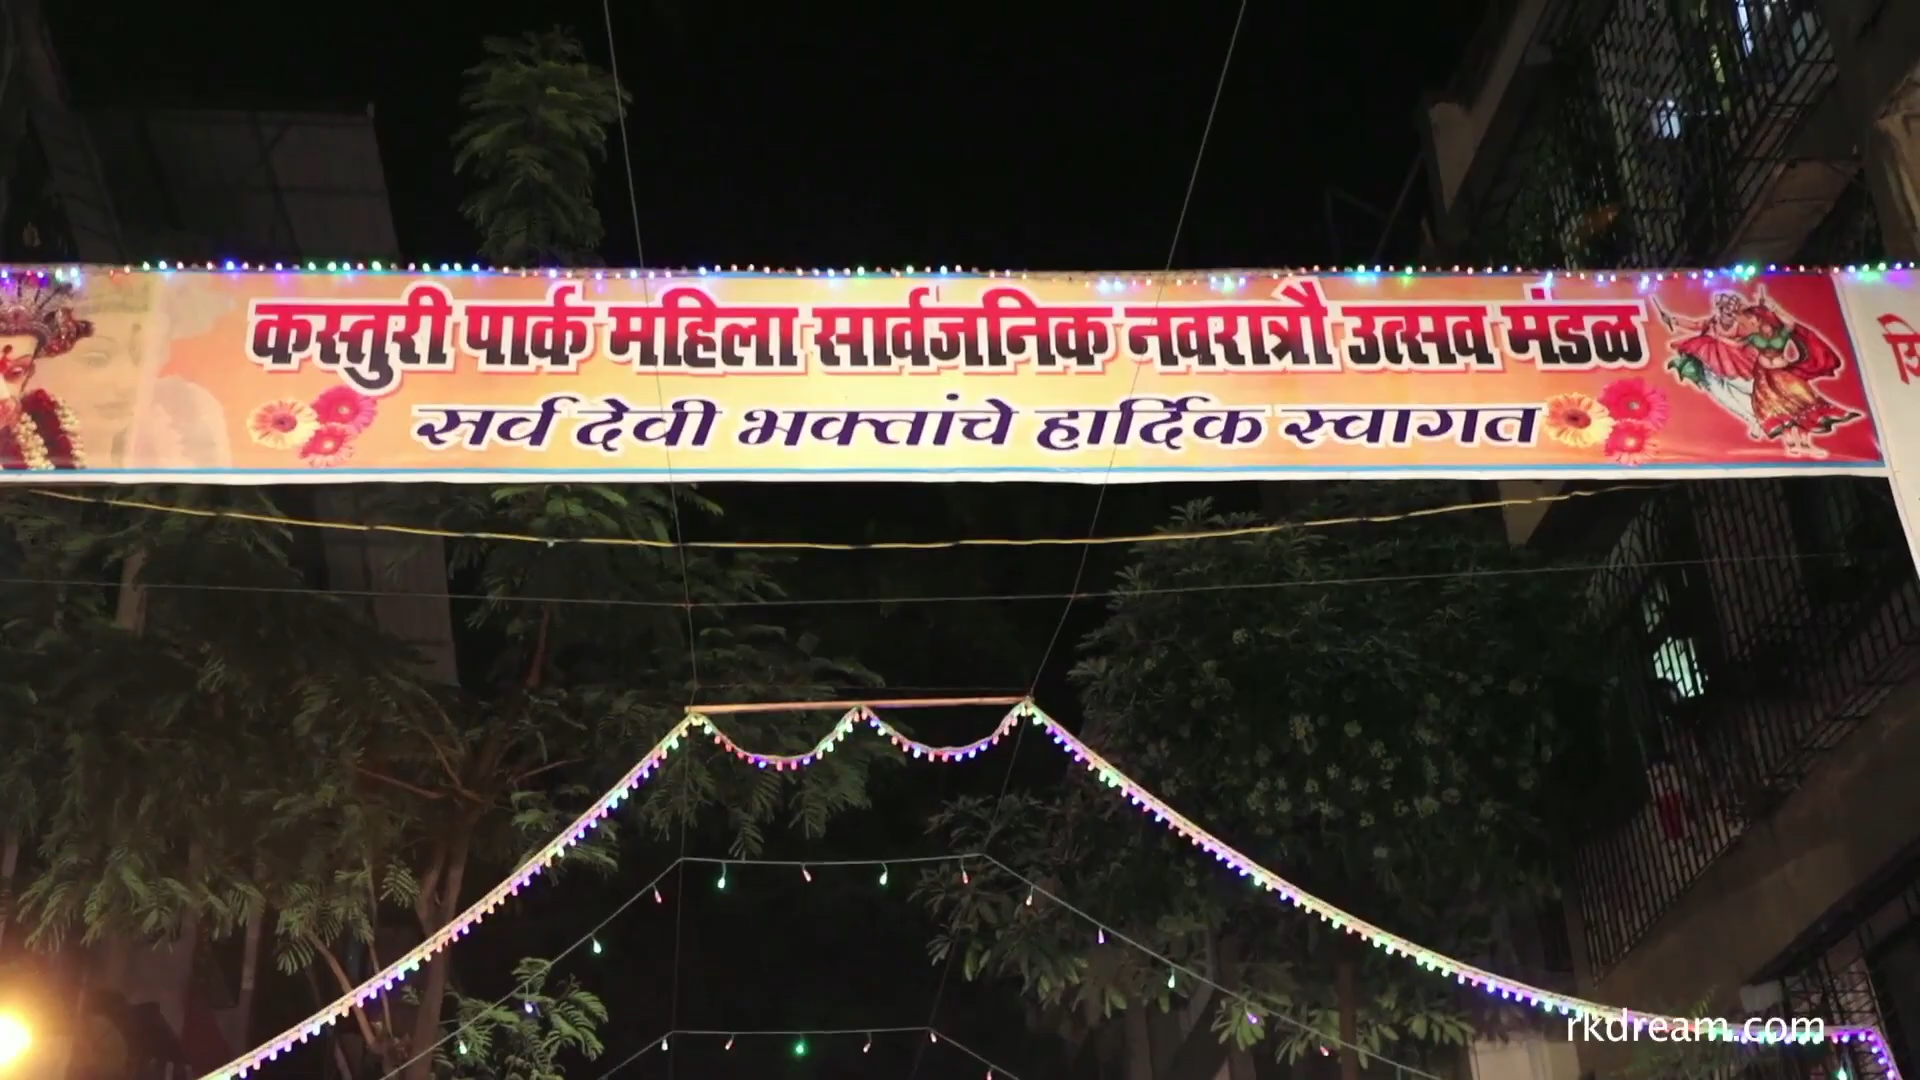 कस्तुरी पार्क महिला सार्वजनिक नवरात्रौ उत्सव मंडळ
सर्व देवी भक्तांचे हार्दिक स्वागत
rkdream.com